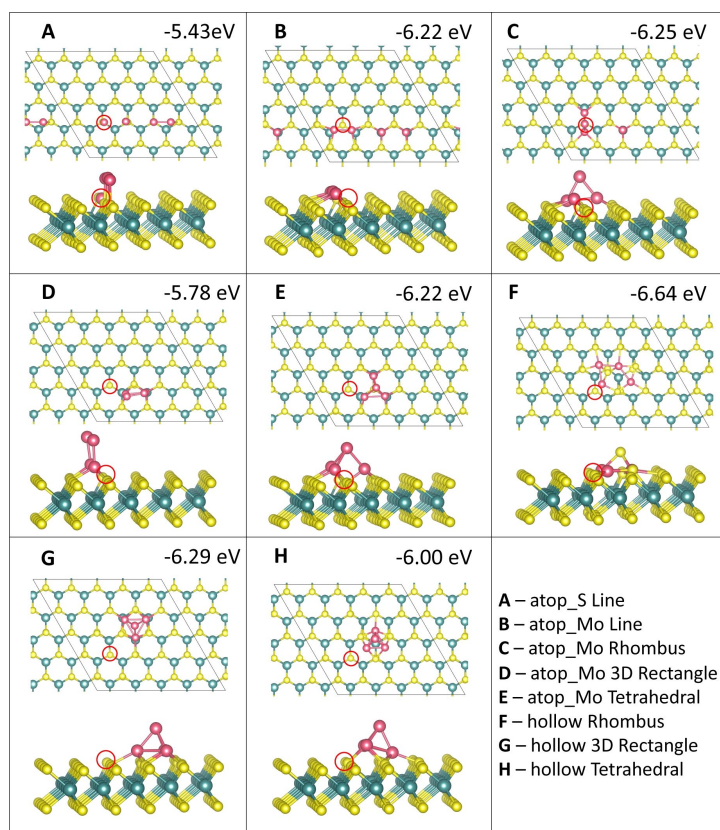 A -5.43eV
B -6.22 eV
C -6.25 eV
D -5.78 eV
E -6.22 eV
F -6.64 eV
G -6.29 eV
H -6.00 eV
A – atop_S Line
B – atop_Mo Line
C – atop_Mo Rhombus
D – atop_Mo 3D Rectangle
E – atop_Mo Tetrahedral
F – hollow Rhombus
G – hollow 3D Rectangle
H – hollow Tetrahedral